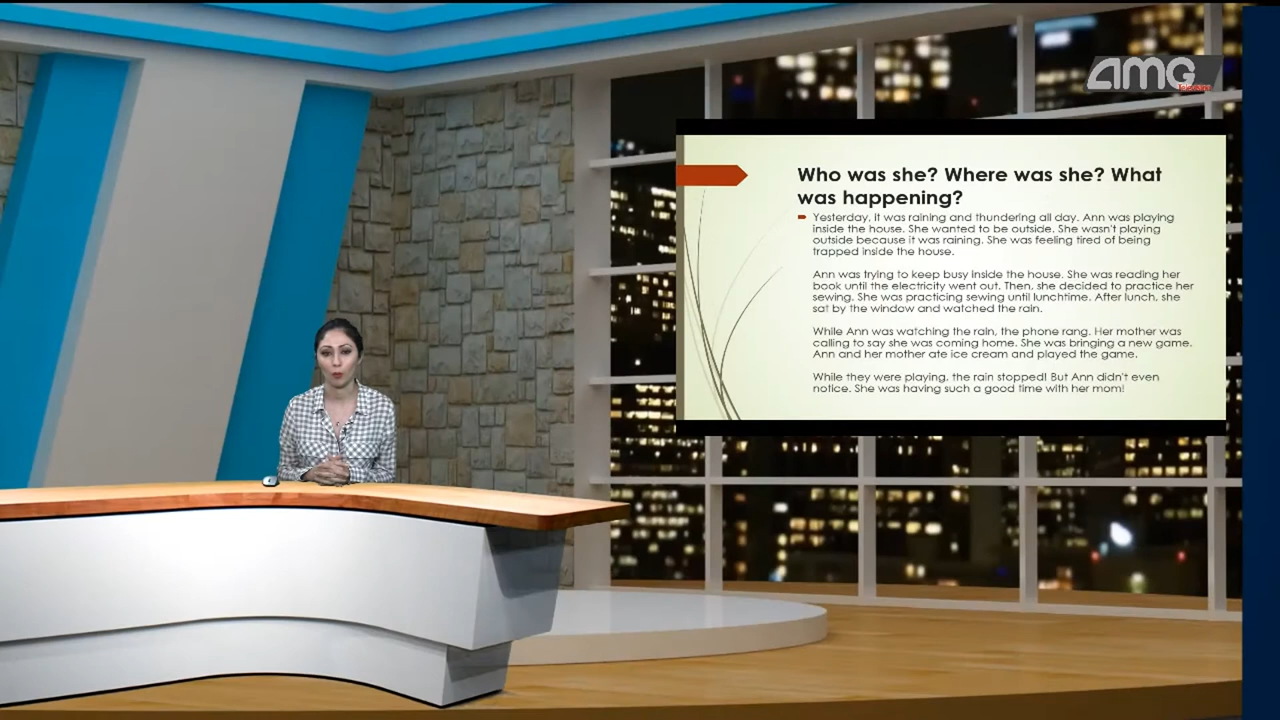 AMG
Who was she? Where was she? What
was happening?
Yesterday, it was raining and thundering all day. Ann was playing
inside the house. She wanted to be outside. She wasn't playing
outside because it was raining. She was feeling tired of being
trapped inside the house.
Ann was trying to keep busy inside the house. She was reading her
book until the electricity went out. Then, she decided to practice her
sewing. She was practicing sewing until lunchtime. After lunch, she
sat by the window and watched the rain.
While Ann was watching the rain, the phone rang. Her mother was
calling to say she was coming home. She was bringing a new game.
Ann and her mother ate ice cream and played the game.
While they were playing, the rain stopped! But Ann didn't even
notice. She was having such a good time with her mom!